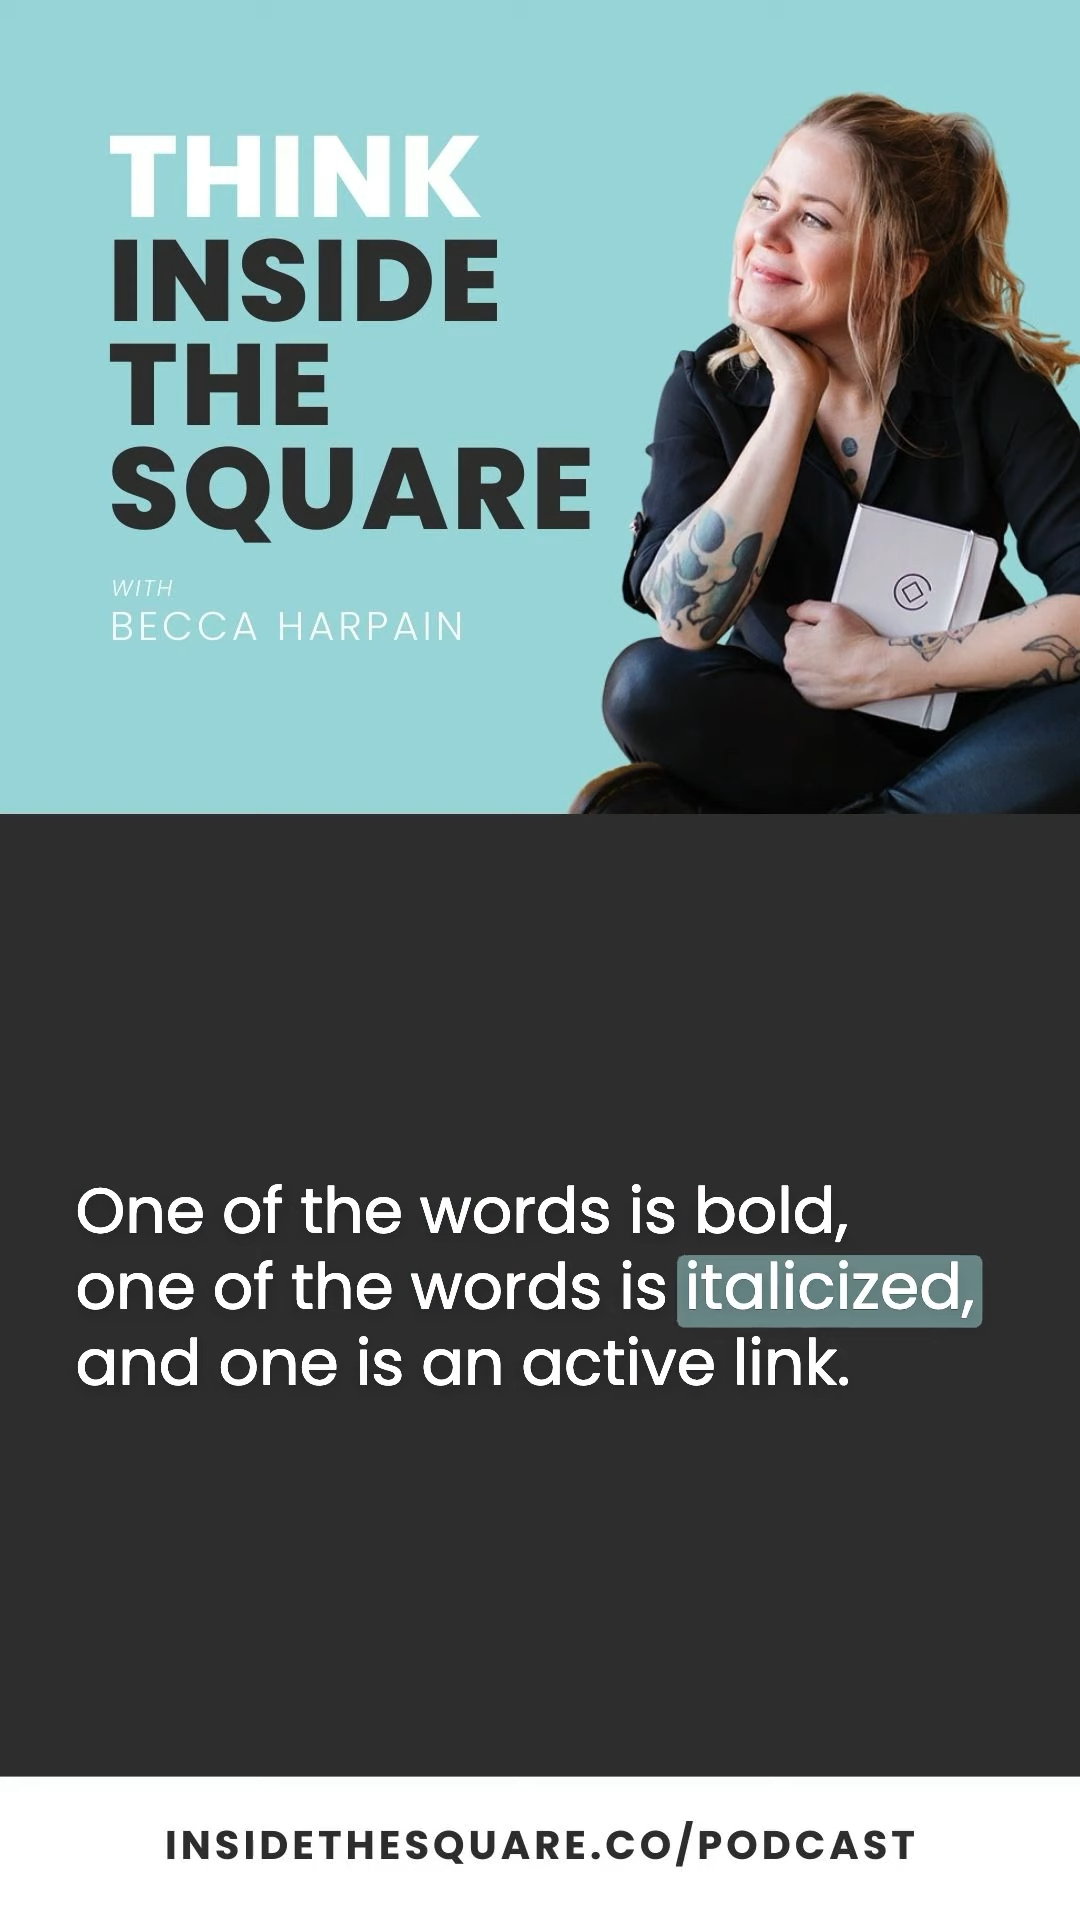 THINK
INSIDE
THE
SQUARE
WITH
BECCA HARPAIN
One of the words is bold,
one of the words is italicized,
and one is an active link.
INSIDETHESQUARE.CO/PODCAST